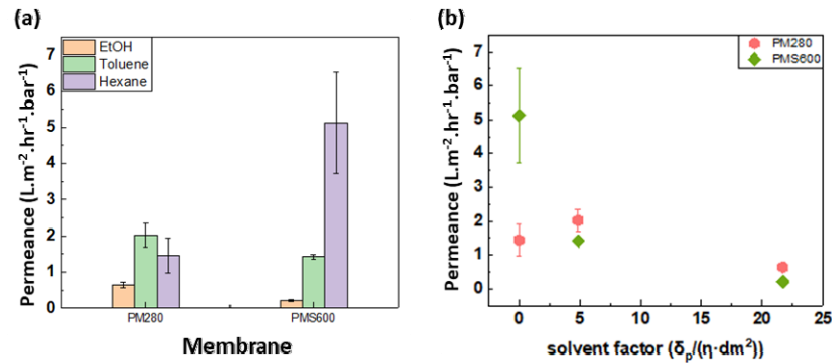 (a)
EtOH
Toluene
Hexane
Permeance (L.m⁻².hr⁻¹.bar⁻¹)
7
6
5
4
3
2
1
0
PM280 PMS600
Membrane
(b)
PM280
PMS600
Permeance (L.m⁻².hr⁻¹.bar⁻¹)
7
6
5
4
3
2
1
0
0 5 10 15 20 25
solvent factor (δₚ/(η·dm²))